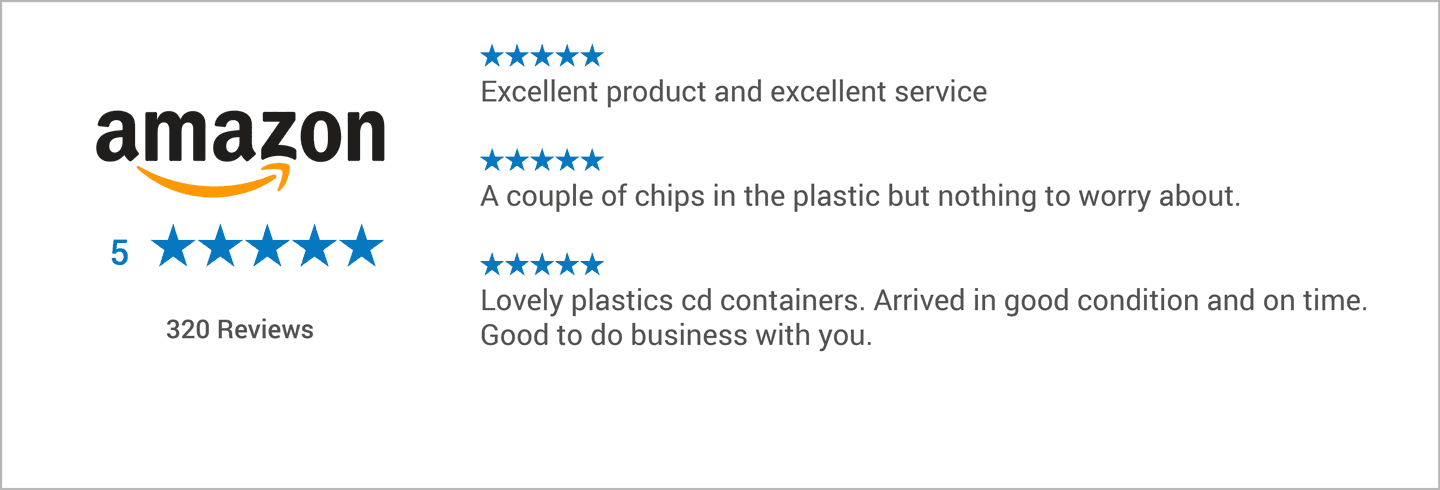 amazon
5
320 Reviews
Excellent product and excellent service
A couple of chips in the plastic but nothing to worry about.
Lovely plastics cd containers. Arrived in good condition and on time.
Good to do business with you.